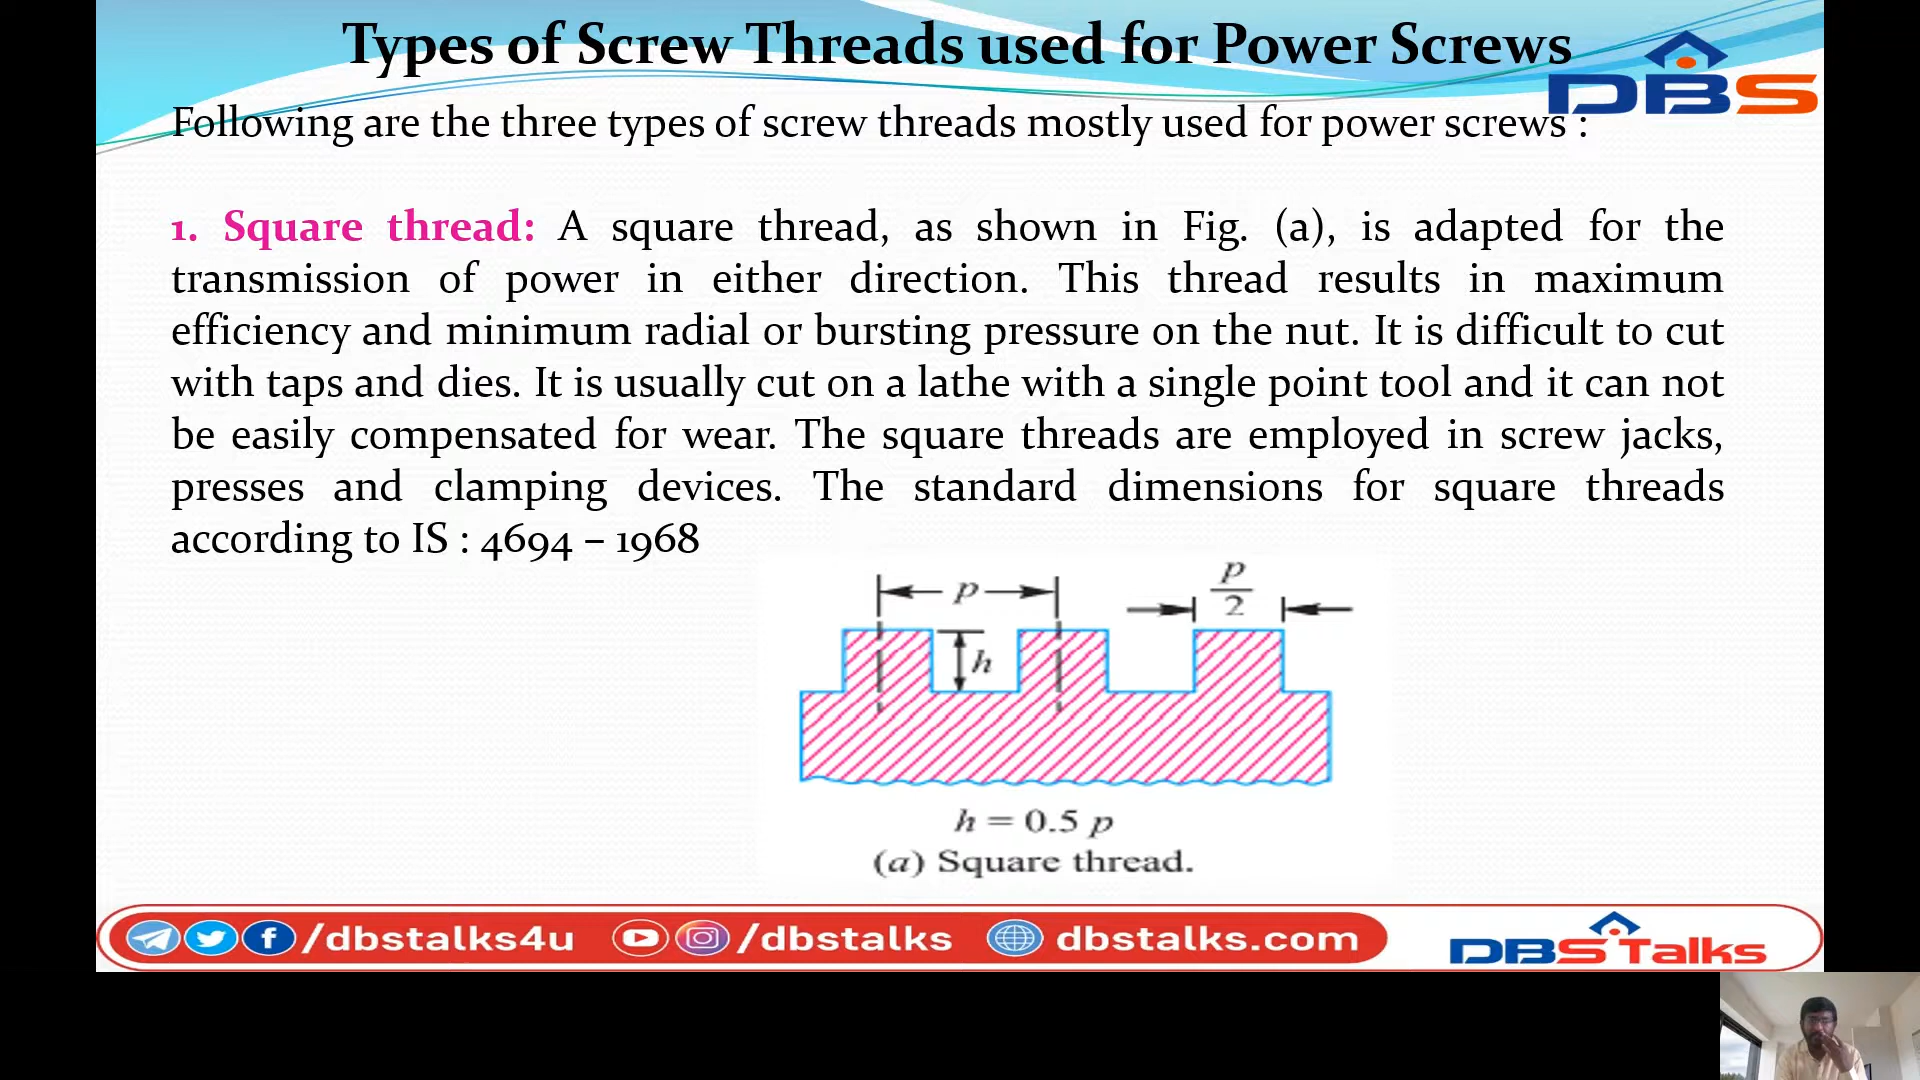 Types of Screw Threads used for Power Screws
DBS
Following are the three types of screw threads mostly used for power screws :
1. Square thread: A square thread, as shown in Fig. (a), is adapted for the
transmission of power in either direction. This thread results in maximum
efficiency and minimum radial or bursting pressure on the nut. It is difficult to cut
with taps and dies. It is usually cut on a lathe with a single point tool and it can not
be easily compensated for wear. The square threads are employed in screw jacks,
presses and clamping devices. The standard dimensions for square threads
according to IS : 4694 – 1968
p
p
2
h
h = 0.5 p
(a) Square thread.
/dbstalks4u /dbstalks dbstalks.com
DBS Talks